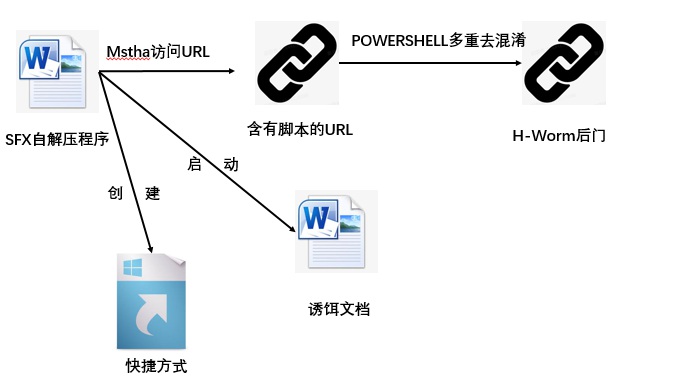 Mstha访问URL
POWERSHELL多重去混淆
SFX自解压程序
含有脚本的URL
H-Worm后门
启 动
创 建
诱饵文档
快捷方式